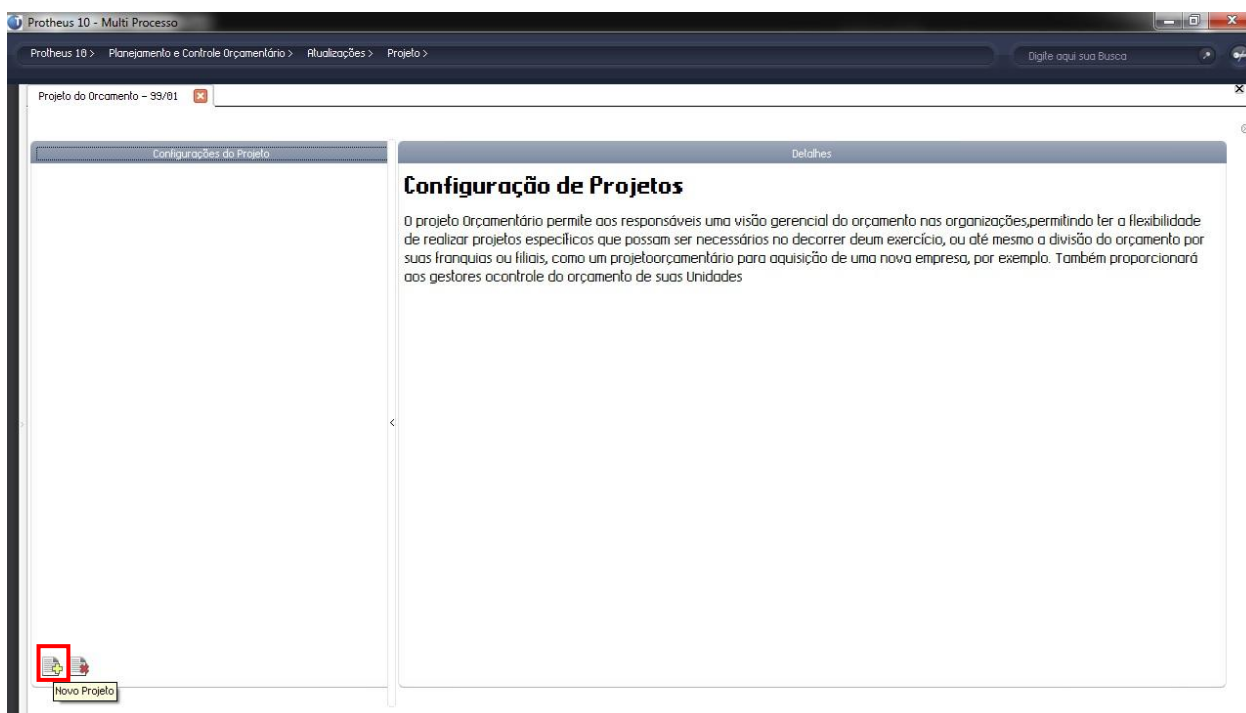 Protheus 10 - Multi Processo
Protheus 10 > Planejamento e Controle Orçamentário > Atualizações > Projeto >
Digite aqui sua Busca
Projeto do Orcamento - 99/01
Configurações do Projeto
Detalhes
Configuração de Projetos
O projeto Orçamentário permite aos responsáveis uma visão gerencial do orçamento nas organizações,permitindo ter a flexibilidade
de realizar projetos específicos que possam ser necessários no decorrer deum exercício, ou até mesmo a divisão do orçamento por
suas franquias ou filiais, como um projetoorçamentário para aquisição de uma nova empresa, por exemplo. Também proporcionará
aos gestores ocontrole do orçamento de suas Unidades
Novo Projeto